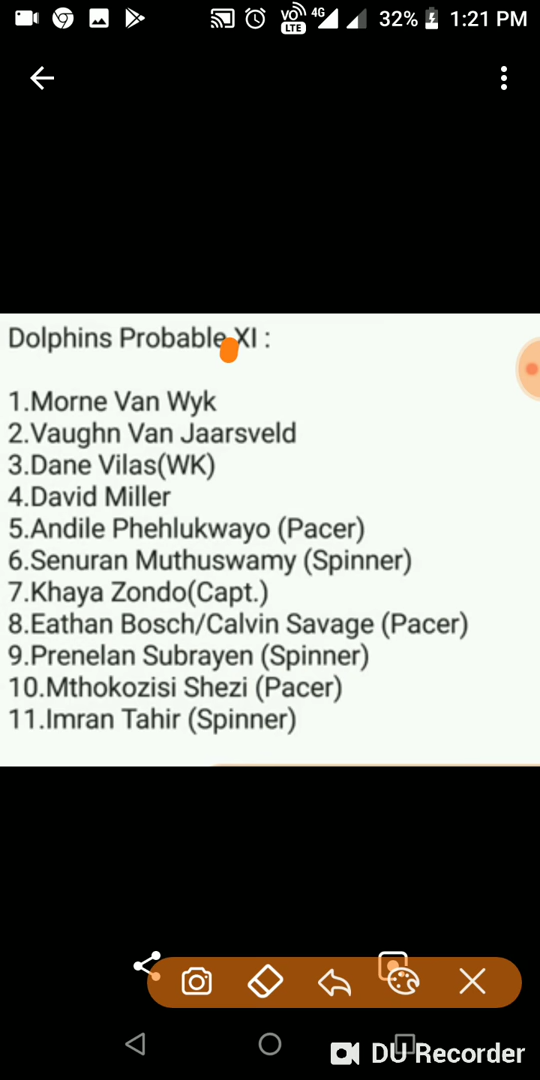 VO 4G 32% 1:21 PM
LTE
Dolphins Probable XI :
1.Morne Van Wyk
2.Vaughn Van Jaarsveld
3.Dane Vilas(WK)
4.David Miller
5.Andile Phehlukwayo (Pacer)
6.Senuran Muthuswamy (Spinner)
7.Khaya Zondo(Capt.)
8.Eathan Bosch/Calvin Savage (Pacer)
9.Prenelan Subrayen (Spinner)
10.Mthokozisi Shezi (Pacer)
11.Imran Tahir (Spinner)
DU Recorder